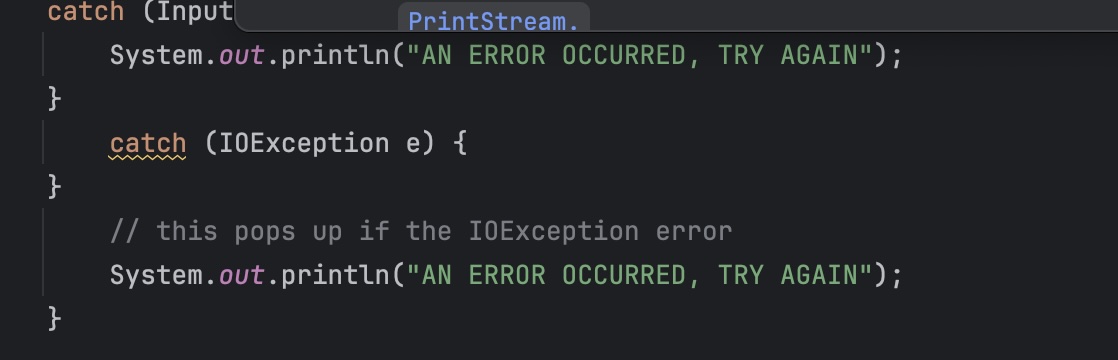 catch (Input
PrintStream.
System.out.println("AN ERROR OCCURRED, TRY AGAIN");
}
catch (IOException e) {
}
// this pops up if the IOException error
System.out.println("AN ERROR OCCURRED, TRY AGAIN");
}